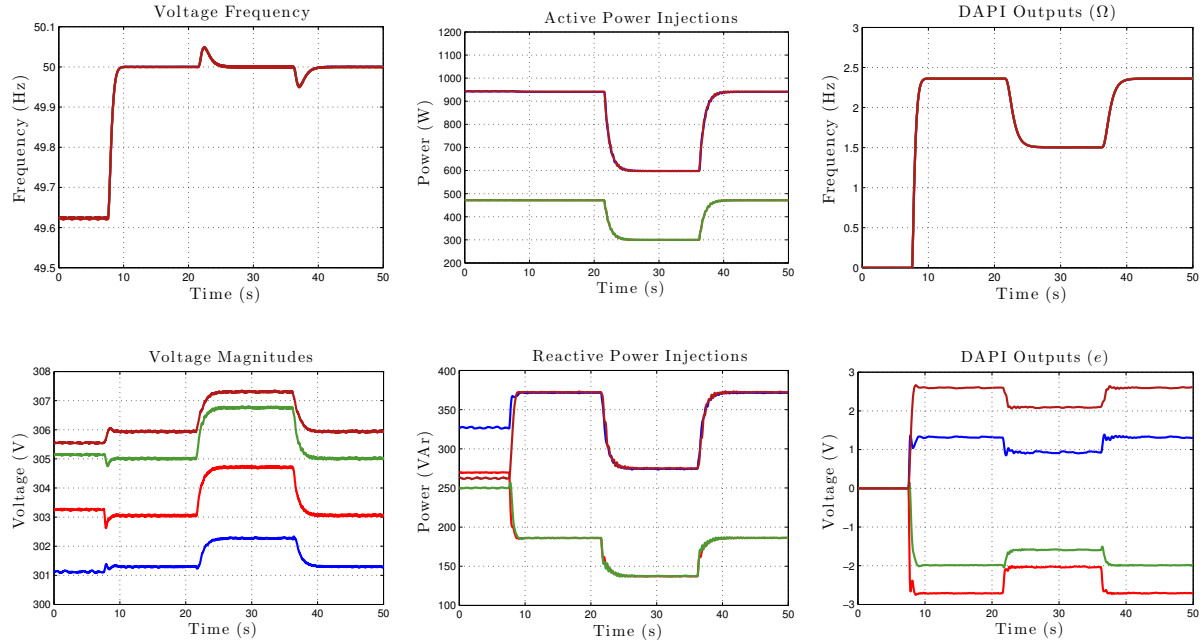 Voltage Frequency
50.1
50
49.9
49.8
49.7
49.6
49.5
Frequency (Hz)
0 10 20 30 40 50
Time (s)
Active Power Injections
1200
1100
1000
900
800
700
600
500
400
300
200
Power (W)
0 10 20 30 40 50
Time (s)
DAPI Outputs (Ω)
3
2.5
2
1.5
1
0.5
0
Frequency (Hz)
0 10 20 30 40 50
Time (s)
Voltage Magnitudes
308
307
306
305
304
303
302
301
300
Voltage (V)
0 10 20 30 40 50
Time (s)
Reactive Power Injections
400
350
300
250
200
150
100
Power (VAr)
0 10 20 30 40 50
Time (s)
DAPI Outputs (e)
3
2
1
0
−1
−2
−3
Voltage (V)
0 10 20 30 40 50
Time (s)